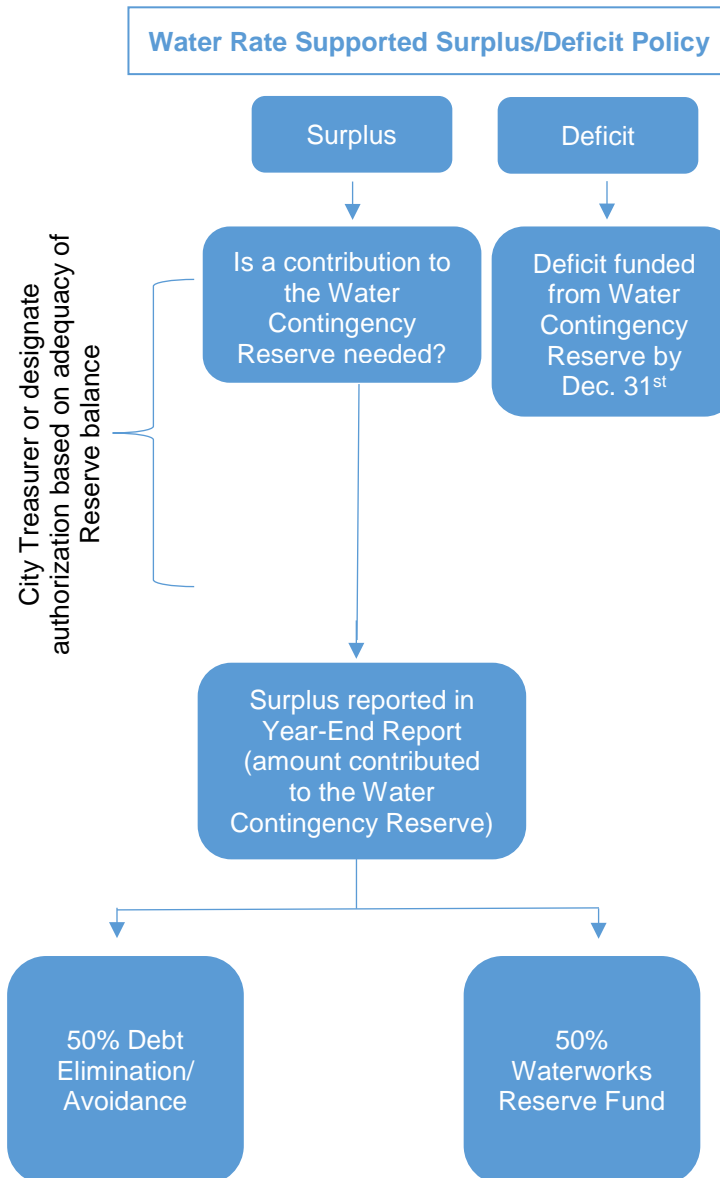 Water Rate Supported Surplus/Deficit Policy
Surplus
Deficit
Is a contribution to
the Water
Contingency
Reserve needed?
Deficit funded
from Water
Contingency
Reserve by
Dec. 31st
City Treasurer or designate
authorization based on adequacy of
Reserve balance
Surplus reported in
Year-End Report
(amount contributed
to the Water
Contingency Reserve)
50% Debt
Elimination/
Avoidance
50%
Waterworks
Reserve Fund